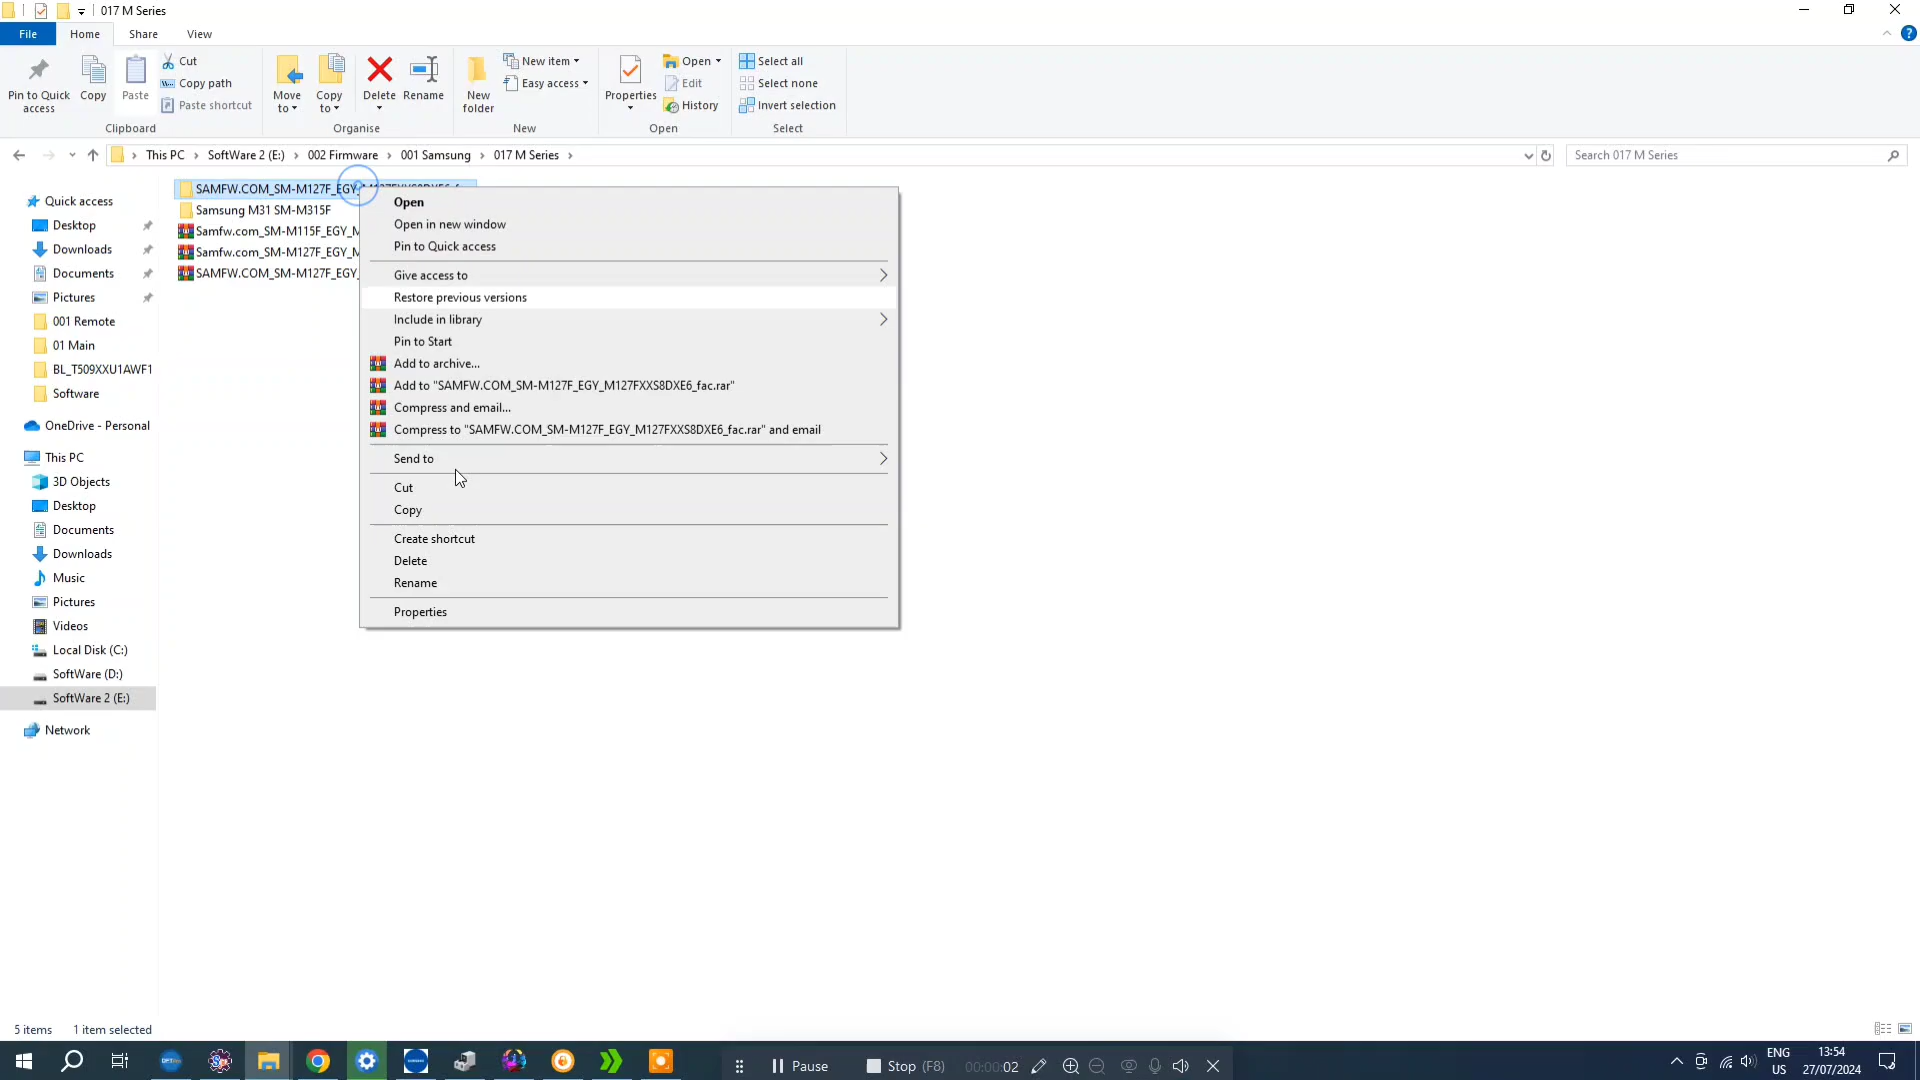 017 M Series
File Home Share View
Pin to Quick access
Copy
Paste
Cut
Copy path
Paste shortcut
Clipboard
Move to
Copy to
Delete
Rename
Organise
New folder
New item
Easy access
New
Properties
Open
Edit
History
Open
Select all
Select none
Invert selection
Select
This PC SoftWare 2 (E:) 002 Firmware 001 Samsung 017 M Series
Search 017 M Series
Quick access
Desktop
Downloads
Documents
Pictures
001 Remote
01 Main
BL_T509XXU1AWF1
Software
OneDrive - Personal
This PC
3D Objects
Desktop
Documents
Downloads
Music
Pictures
Videos
Local Disk (C:)
SoftWare (D:)
SoftWare 2 (E:)
Network
SAMFW.COM_SM-M127F_EGY_
Samsung M31 SM-M315F
Samfw.com_SM-M115F_EGY_M
Samfw.com_SM-M127F_EGY_M
SAMFW.COM_SM-M127F_EGY_
Open
Open in new window
Pin to Quick access
Give access to
Restore previous versions
Include in library
Pin to Start
Add to archive...
Add to "SAMFW.COM_SM-M127F_EGY_M127FXXS8DXE6_fac.rar"
Compress and email...
Compress to "SAMFW.COM_SM-M127F_EGY_M127FXXS8DXE6_fac.rar" and email
Send to
Cut
Copy
Create shortcut
Delete
Rename
Properties
5 items 1 item selected
Pause
Stop (F8)
00:00:02
ENG
US
13:54
27/07/2024